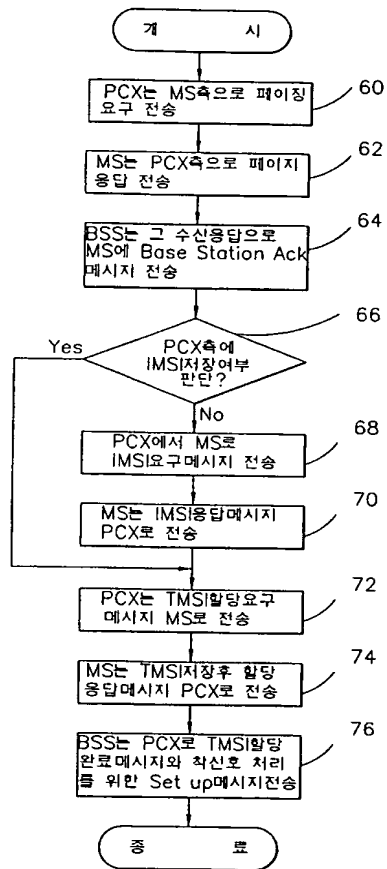 개 시
PCX는 MS측으로 페이징
요구 전송
60
MS는 PCX측으로 페이지
응답 전송
62
BSS는 그 수신응답으로
MS에 Base Station Ack
메시지 전송
64
PCX측에
IMSI저장여부
판단?
66
Yes
No
PCX에서 MS로
IMSI요구메시지 전송
68
MS는 IMSI응답메시지
PCX로 전송
70
PCX는 TMSI할당요구
메시지 MS로 전송
72
MS는 TMSI저장후 할당
응답메시지 PCX로 전송
74
BSS는 PCX로 TMSI할당
완료메시지와 착신호 처리
를 위한 Set up메시지전송
76
종 료